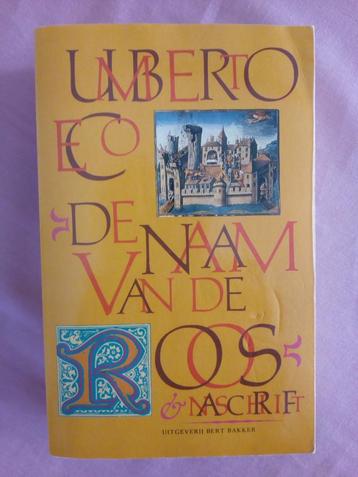 UMBERTO
ECO
DE NAAM
VAN DE
ROOS
& NASCHRIFT
UITGEVERIJ BERT BAKKER